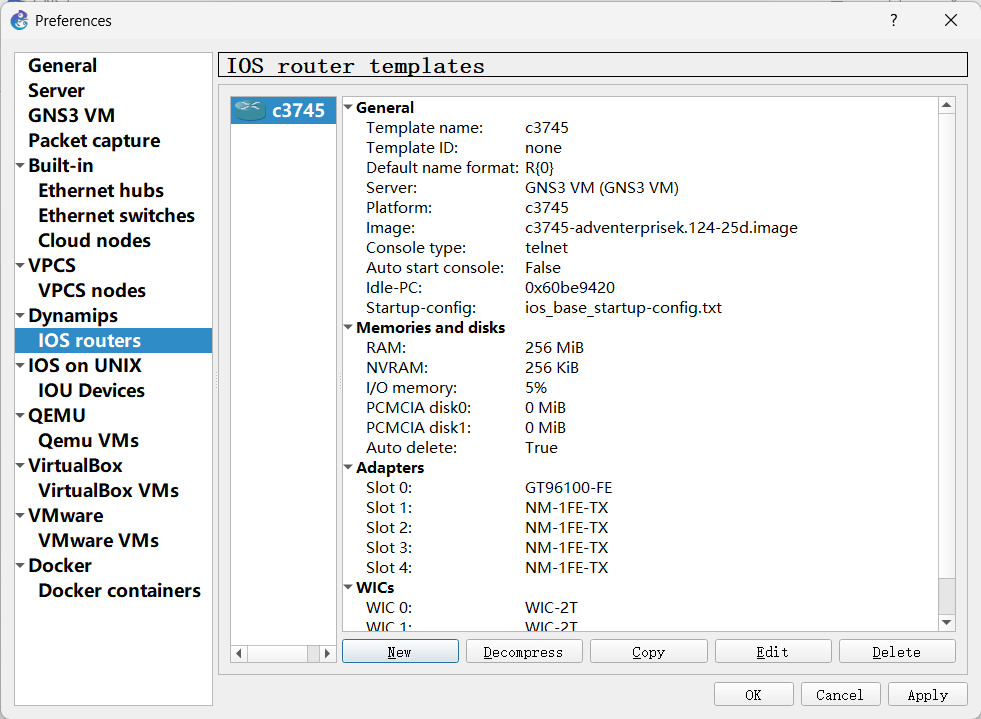 Preferences
?
General
Server
GNS3 VM
Packet capture
Built-in
Ethernet hubs
Ethernet switches
Cloud nodes
VPCS
VPCS nodes
Dynamips
IOS routers
IOS on UNIX
IOU Devices
QEMU
Qemu VMs
VirtualBox
VirtualBox VMs
VMware
VMware VMs
Docker
Docker containers
IOS router templates
c3745
General
Template name: c3745
Template ID: none
Default name format: R{0}
Server: GNS3 VM (GNS3 VM)
Platform: c3745
Image: c3745-adventerprisek.124-25d.image
Console type: telnet
Auto start console: False
Idle-PC: 0x60be9420
Startup-config: ios_base_startup-config.txt
Memories and disks
RAM: 256 MiB
NVRAM: 256 KiB
I/O memory: 5%
PCMCIA disk0: 0 MiB
PCMCIA disk1: 0 MiB
Auto delete: True
Adapters
Slot 0: GT96100-FE
Slot 1: NM-1FE-TX
Slot 2: NM-1FE-TX
Slot 3: NM-1FE-TX
Slot 4: NM-1FE-TX
WICs
WIC 0: WIC-2T
WIC 1: WIC-2T
New Decompress Copy Edit Delete
OK Cancel Apply